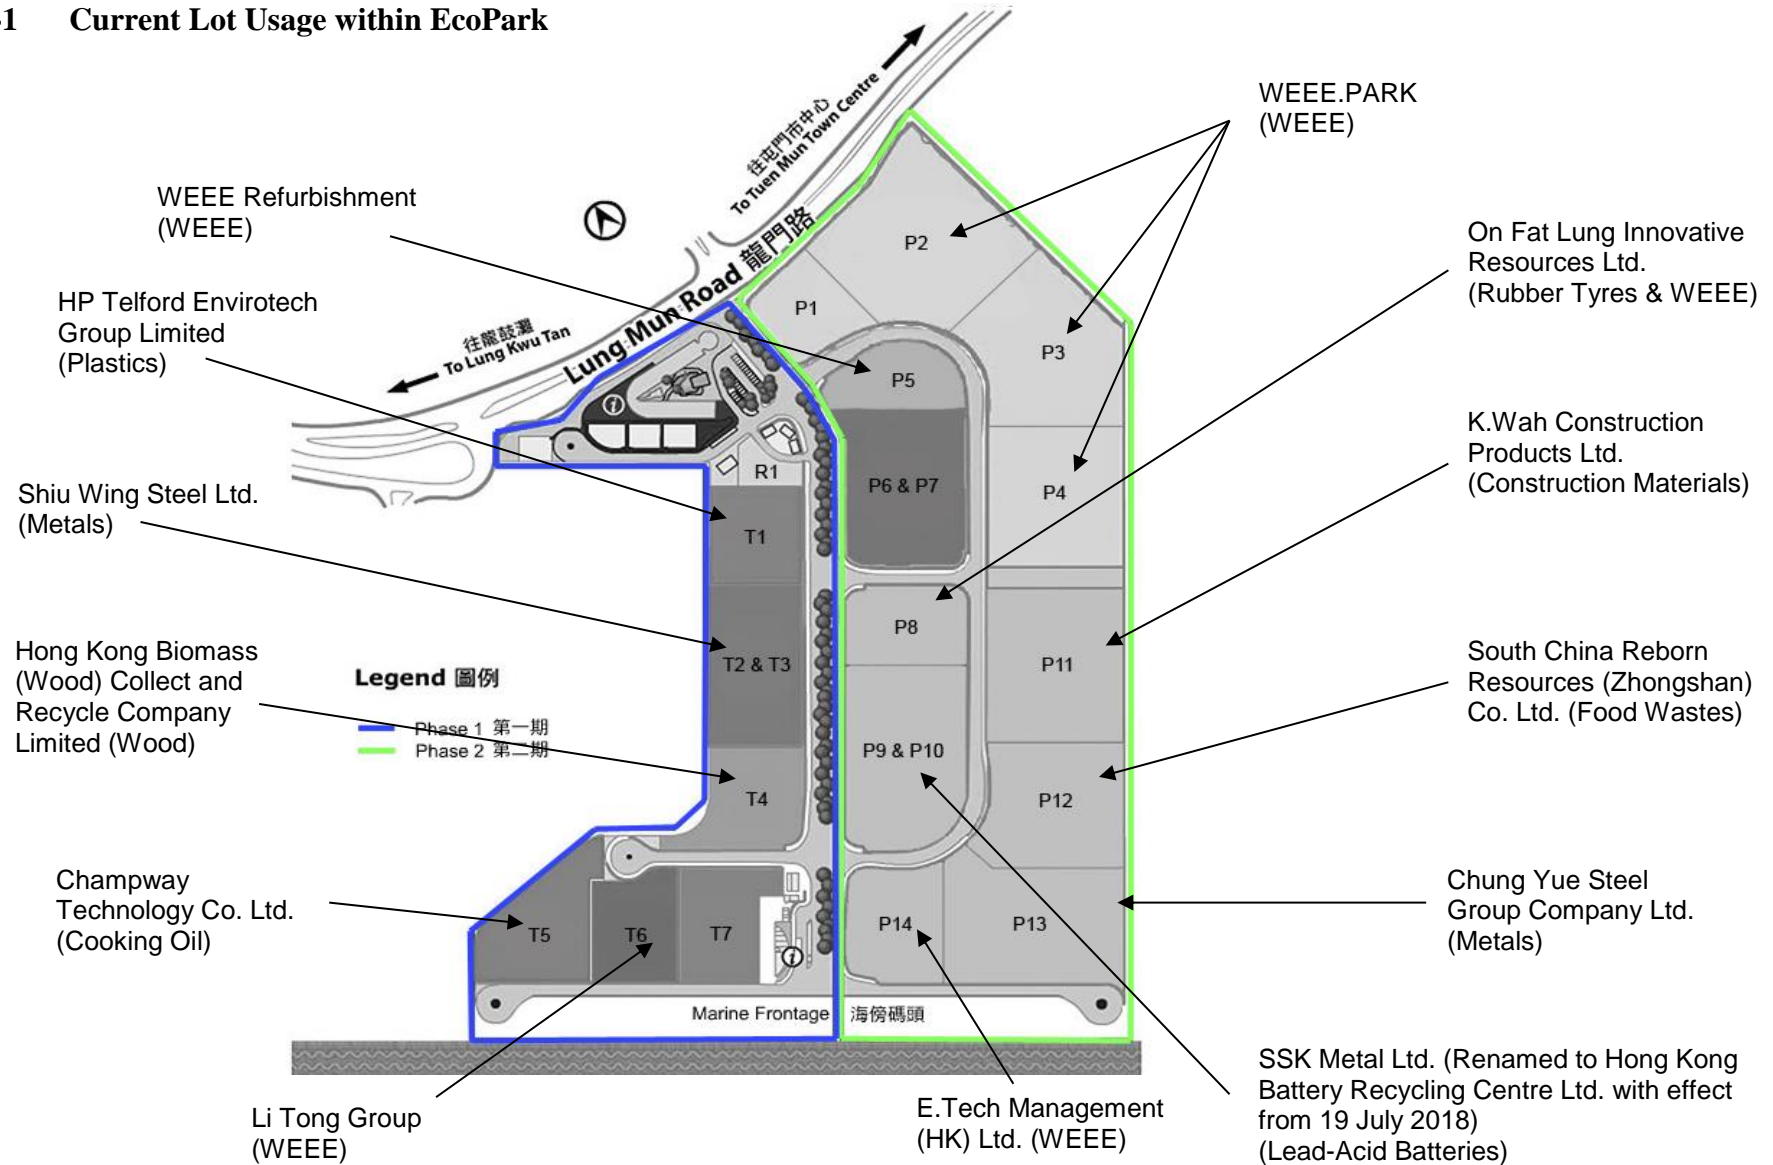 -1 Current Lot Usage within EcoPark
WEEE.PARK
(WEEE)
往屯門市中心
To Tuen Mun Town Centre
WEEE Refurbishment
(WEEE)
On Fat Lung Innovative
Resources Ltd.
(Rubber Tyres & WEEE)
HP Telford Envirotech
Group Limited
(Plastics)
往龍鼓灘
To Lung Kwu Tan
Lung Mun Road 龍門路
P2
P1
P3
P5
K.Wah Construction
Products Ltd.
(Construction Materials)
R1
P6 & P7
P4
Shiu Wing Steel Ltd.
(Metals)
T1
P8
Hong Kong Biomass
(Wood) Collect and
Recycle Company
Limited (Wood)
Legend 圖例
Phase 1 第一期
Phase 2 第二期
T2 & T3
P11
South China Reborn
Resources (Zhongshan)
Co. Ltd. (Food Wastes)
P9 & P10
T4
P12
Champway
Technology Co. Ltd.
(Cooking Oil)
Chung Yue Steel
Group Company Ltd.
(Metals)
T5
T6
T7
P14
P13
i
i
Marine Frontage 海傍碼頭
Li Tong Group
(WEEE)
E.Tech Management
(HK) Ltd. (WEEE)
SSK Metal Ltd. (Renamed to Hong Kong
Battery Recycling Centre Ltd. with effect
from 19 July 2018)
(Lead-Acid Batteries)